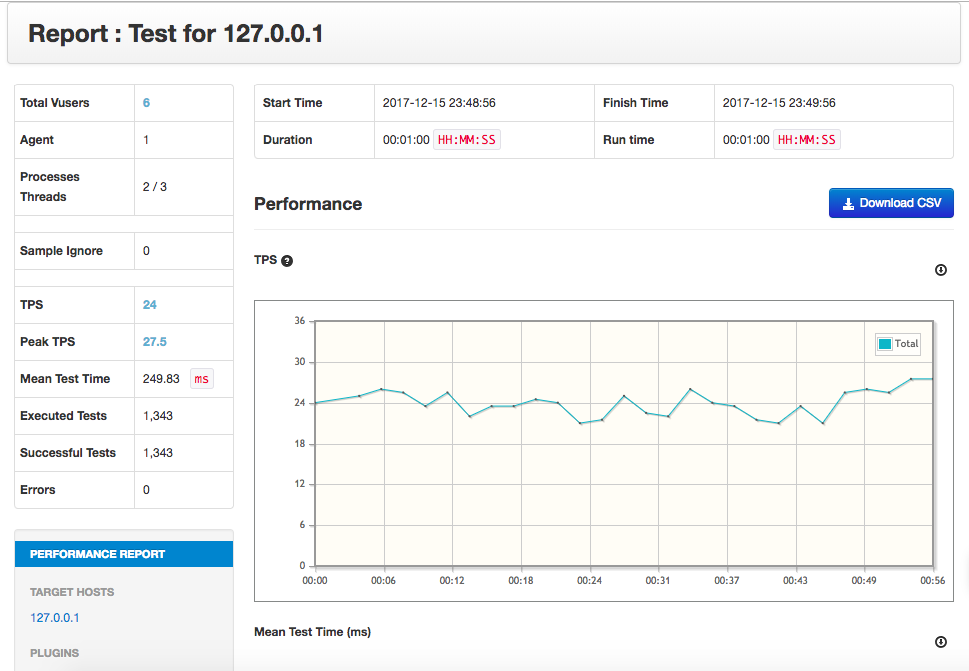 Report : Test for 127.0.0.1
Total Vusers 6
Agent 1
Processes
Threads 2 / 3
Sample Ignore 0
TPS 24
Peak TPS 27.5
Mean Test Time 249.83 ms
Executed Tests 1,343
Successful Tests 1,343
Errors 0
PERFORMANCE REPORT
TARGET HOSTS
127.0.0.1
PLUGINS
Start Time 2017-12-15 23:48:56 Finish Time 2017-12-15 23:49:56
Duration 00:01:00 HH:MM:SS Run time 00:01:00 HH:MM:SS
Performance Download CSV
TPS ?
36
30
24
18
12
6
0
Total
00:00 00:06 00:12 00:18 00:24 00:31 00:37 00:43 00:49 00:56
Mean Test Time (ms)